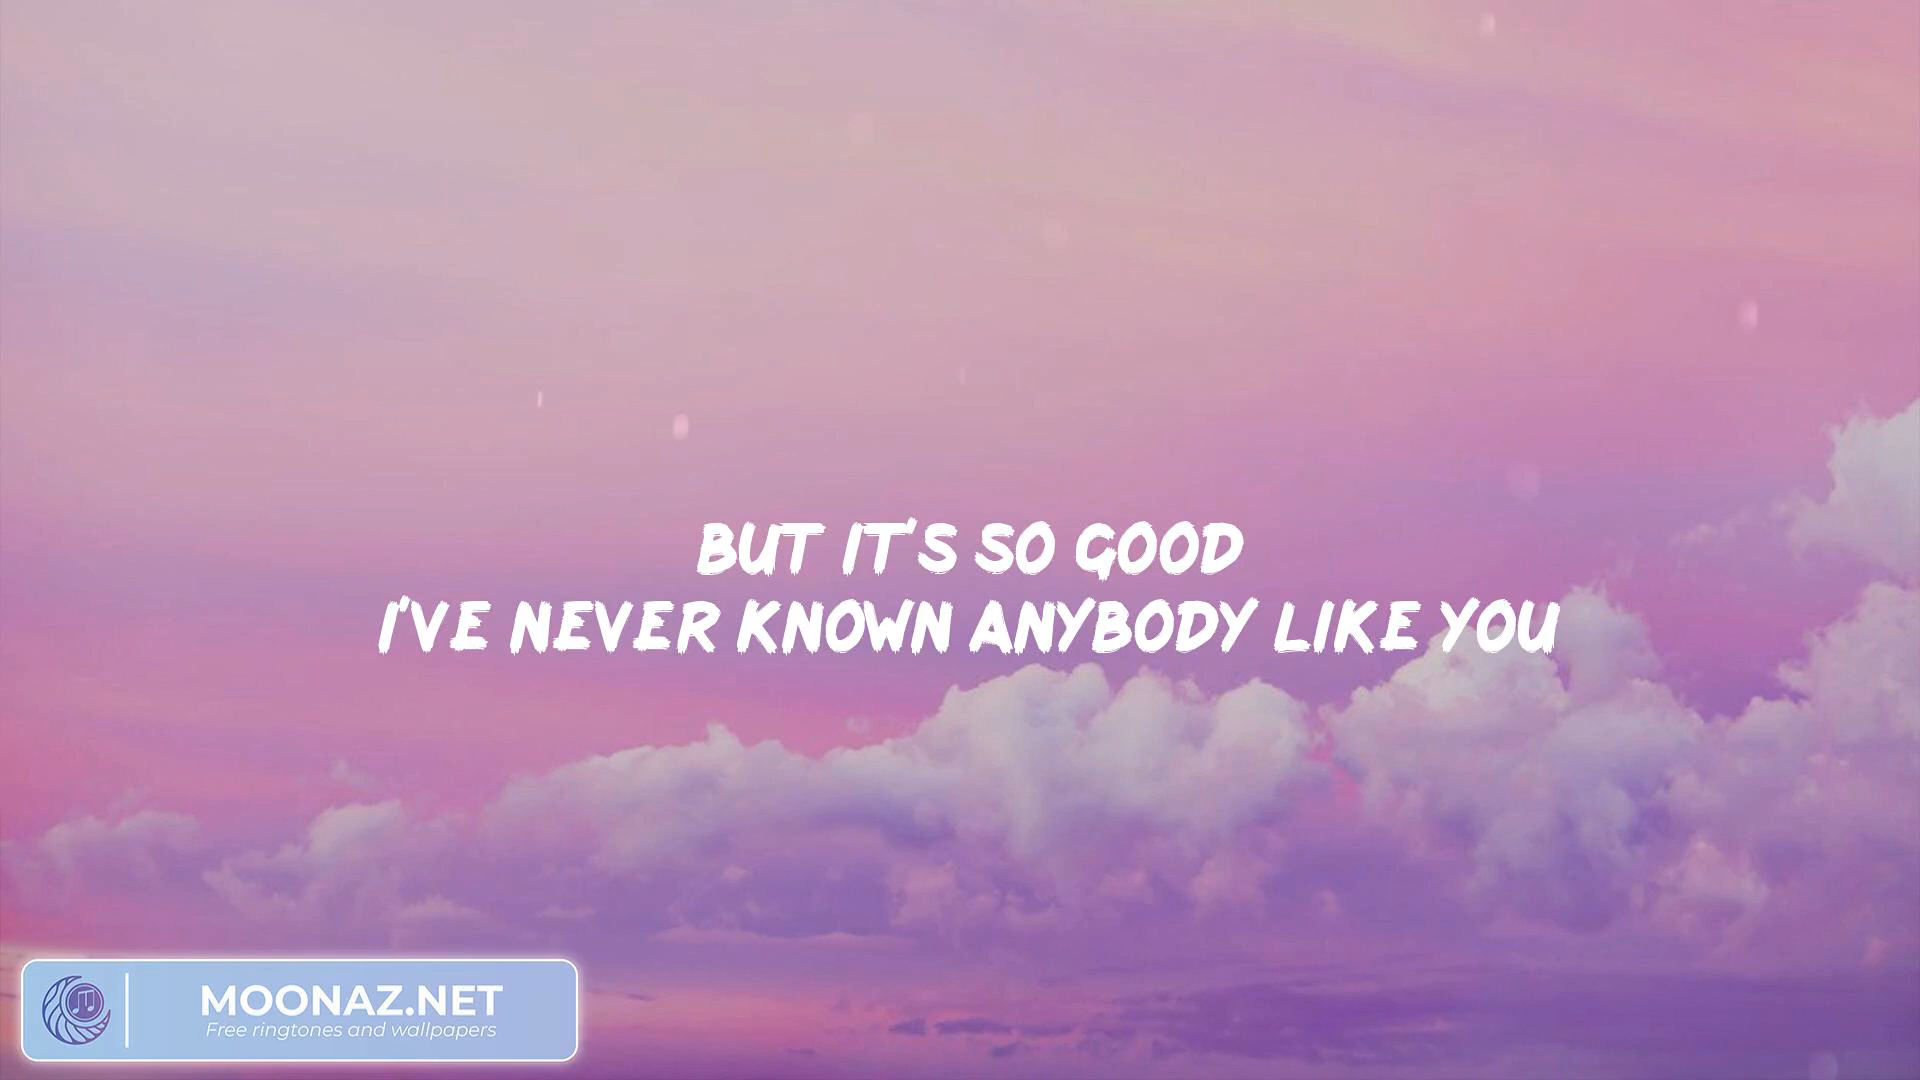 BUT IT'S SO GOOD
I'VE NEVER KNOWN ANYBODY LIKE YOU
MOONAZ.NET
Free ringtones and wallpapers